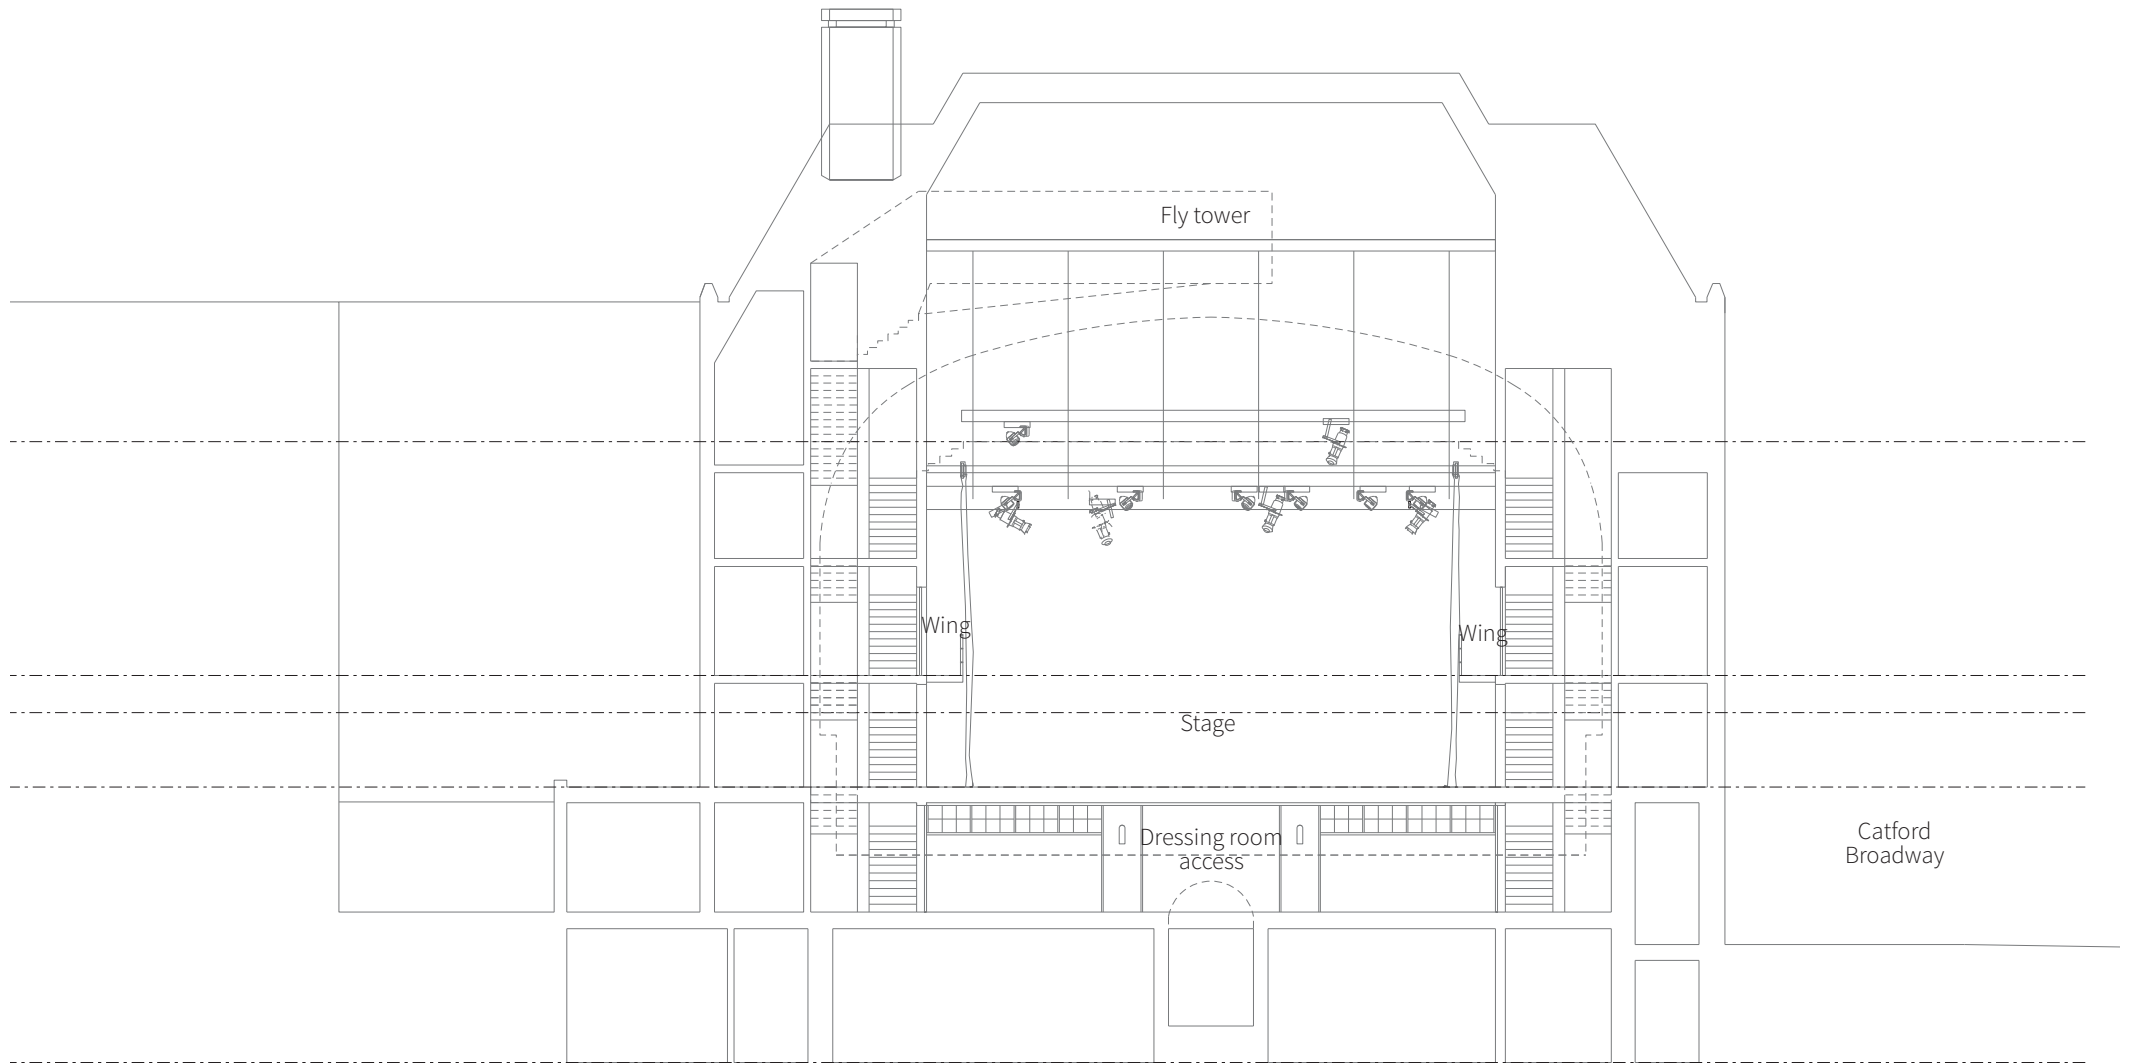 Fly tower
Wing
Wing
Stage
Dressing room
access
Catford
Broadway